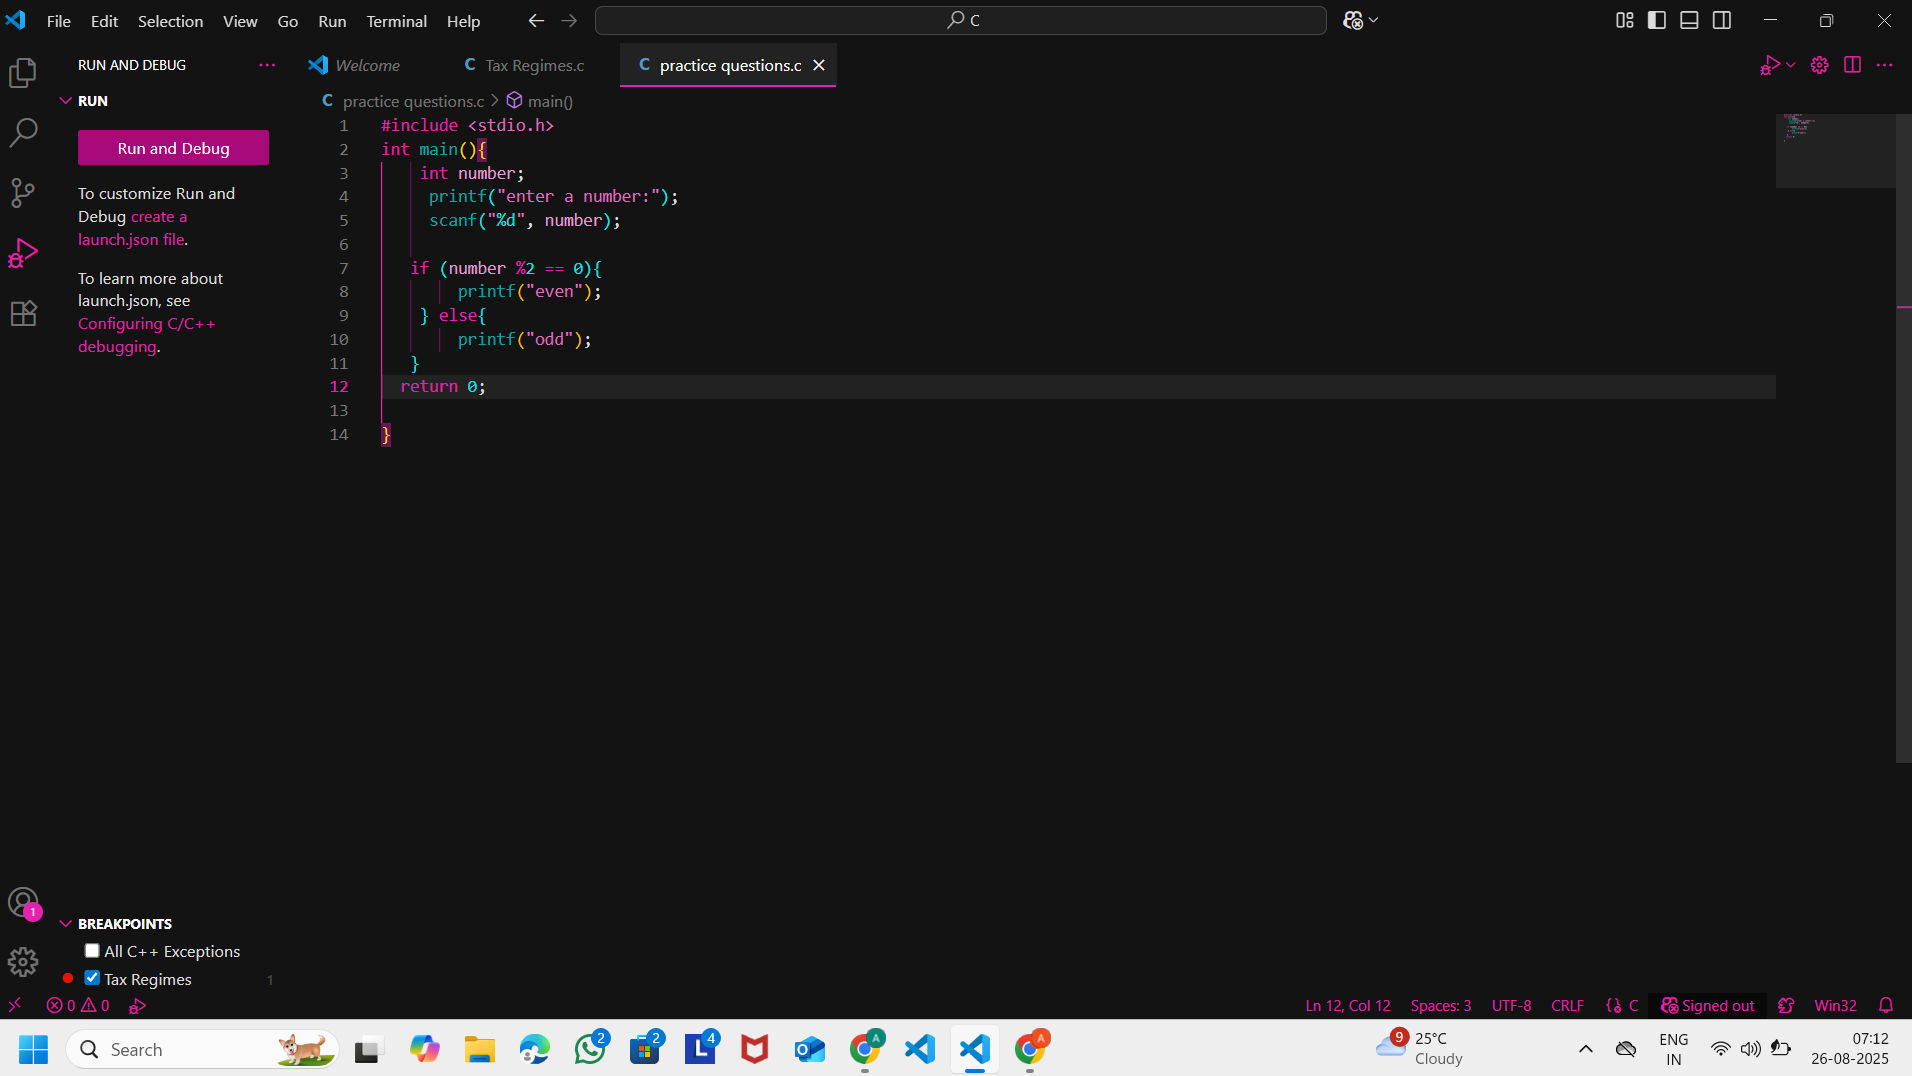 File Edit Selection View Go Run Terminal Help C
RUN AND DEBUG
Welcome
C Tax Regimes.c
C practice questions.c
RUN
Run and Debug
To customize Run and
Debug create a
launch.json file.
To learn more about
launch.json, see
Configuring C/C++
debugging.
C practice questions.c > main()
1 #include <stdio.h>
2 int main(){
3 int number;
4 printf("enter a number:");
5 scanf("%d", number);
6
7 if (number %2 == 0){
8 printf("even");
9 } else{
10 printf("odd");
11 }
12 return 0;
13
14 }
1
BREAKPOINTS
All C++ Exceptions
Tax Regimes 1
0 0
Ln 12, Col 12 Spaces: 3 UTF-8 CRLF {} C Signed out Win32
Search
2
2
L 4
A
A
9
25°C
Cloudy
ENG
IN
07:12
26-08-2025